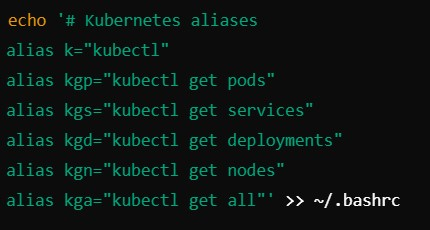 echo '# Kubernetes aliases
alias k="kubectl"
alias kgp="kubectl get pods"
alias kgs="kubectl get services"
alias kgd="kubectl get deployments"
alias kgn="kubectl get nodes"
alias kga="kubectl get all"' >> ~/.bashrc